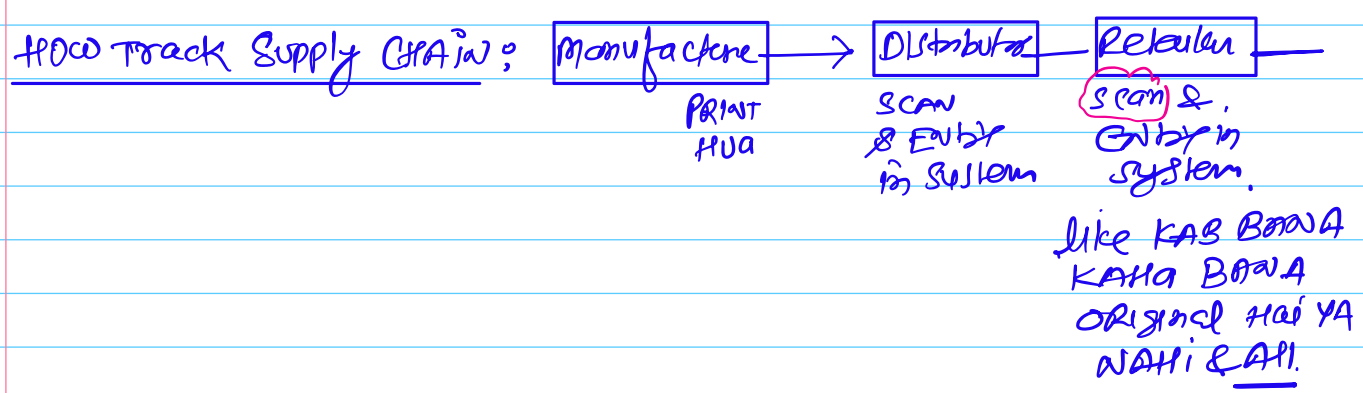 HOW TRACK Supply CHAIN: Manufacture Distributor Retailer
PRINT
HUA
SCAN
& Entry
in System
Scan &
Entry in
System.
like KAB BANA
KAHA BANA
ORIginal Hai YA
NAHi & All.